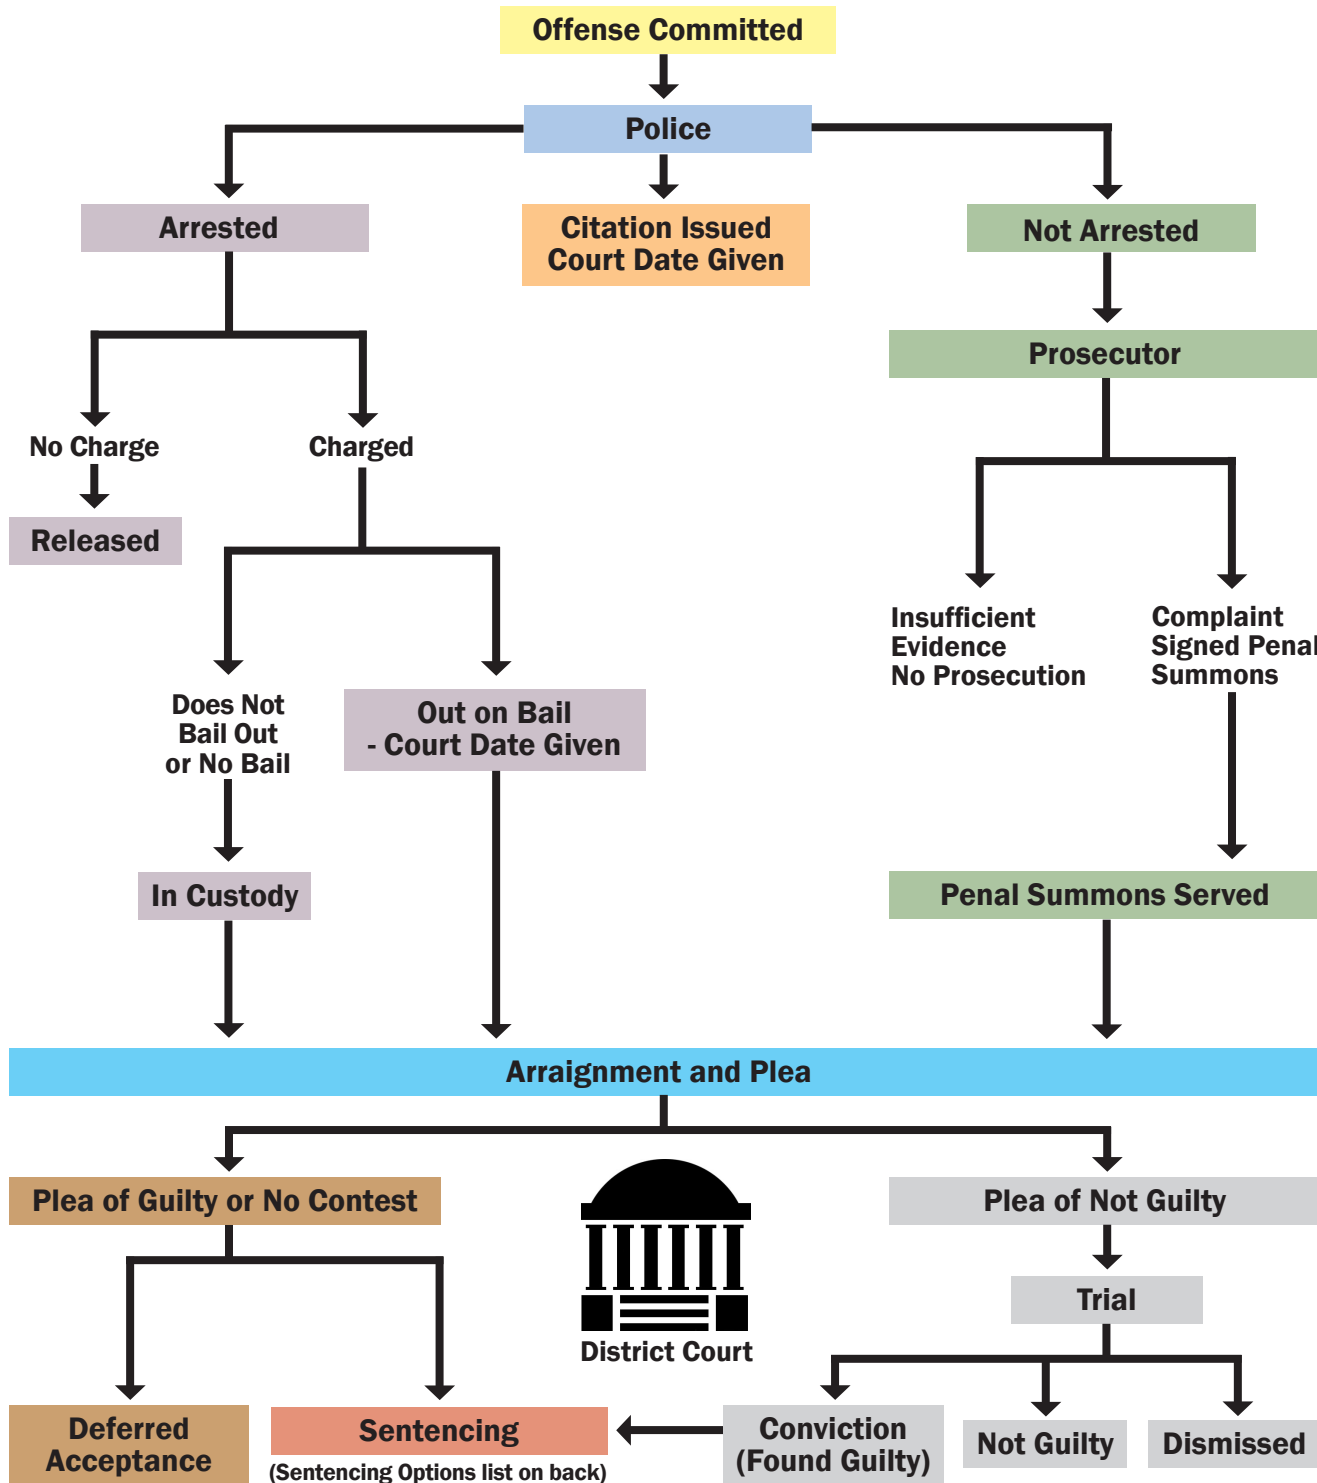 Offense Committed
Police
Arrested
Citation Issued
Court Date Given
Not Arrested
Prosecutor
No Charge
Charged
Released
Insufficient
Evidence
No Prosecution
Complaint
Signed Penal
Summons
Does Not
Bail Out
or No Bail
Out on Bail
- Court Date Given
In Custody
Penal Summons Served
Arraignment and Plea
Plea of Guilty or No Contest
Plea of Not Guilty
Trial
District Court
Deferred
Acceptance
Sentencing
(Sentencing Options list on back)
Conviction
(Found Guilty)
Not Guilty
Dismissed